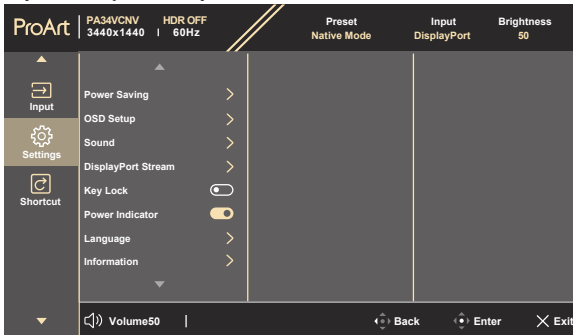 ProArt
PA34VCNV HDR OFF
3440x1440 I 60Hz
Preset
Native Mode
Input
DisplayPort
Brightness
50
Input
Settings
Shortcut
Power Saving
OSD Setup
Sound
DisplayPort Stream
Key Lock
Power Indicator
Language
Information
Volume50 |
Back
Enter
Exit